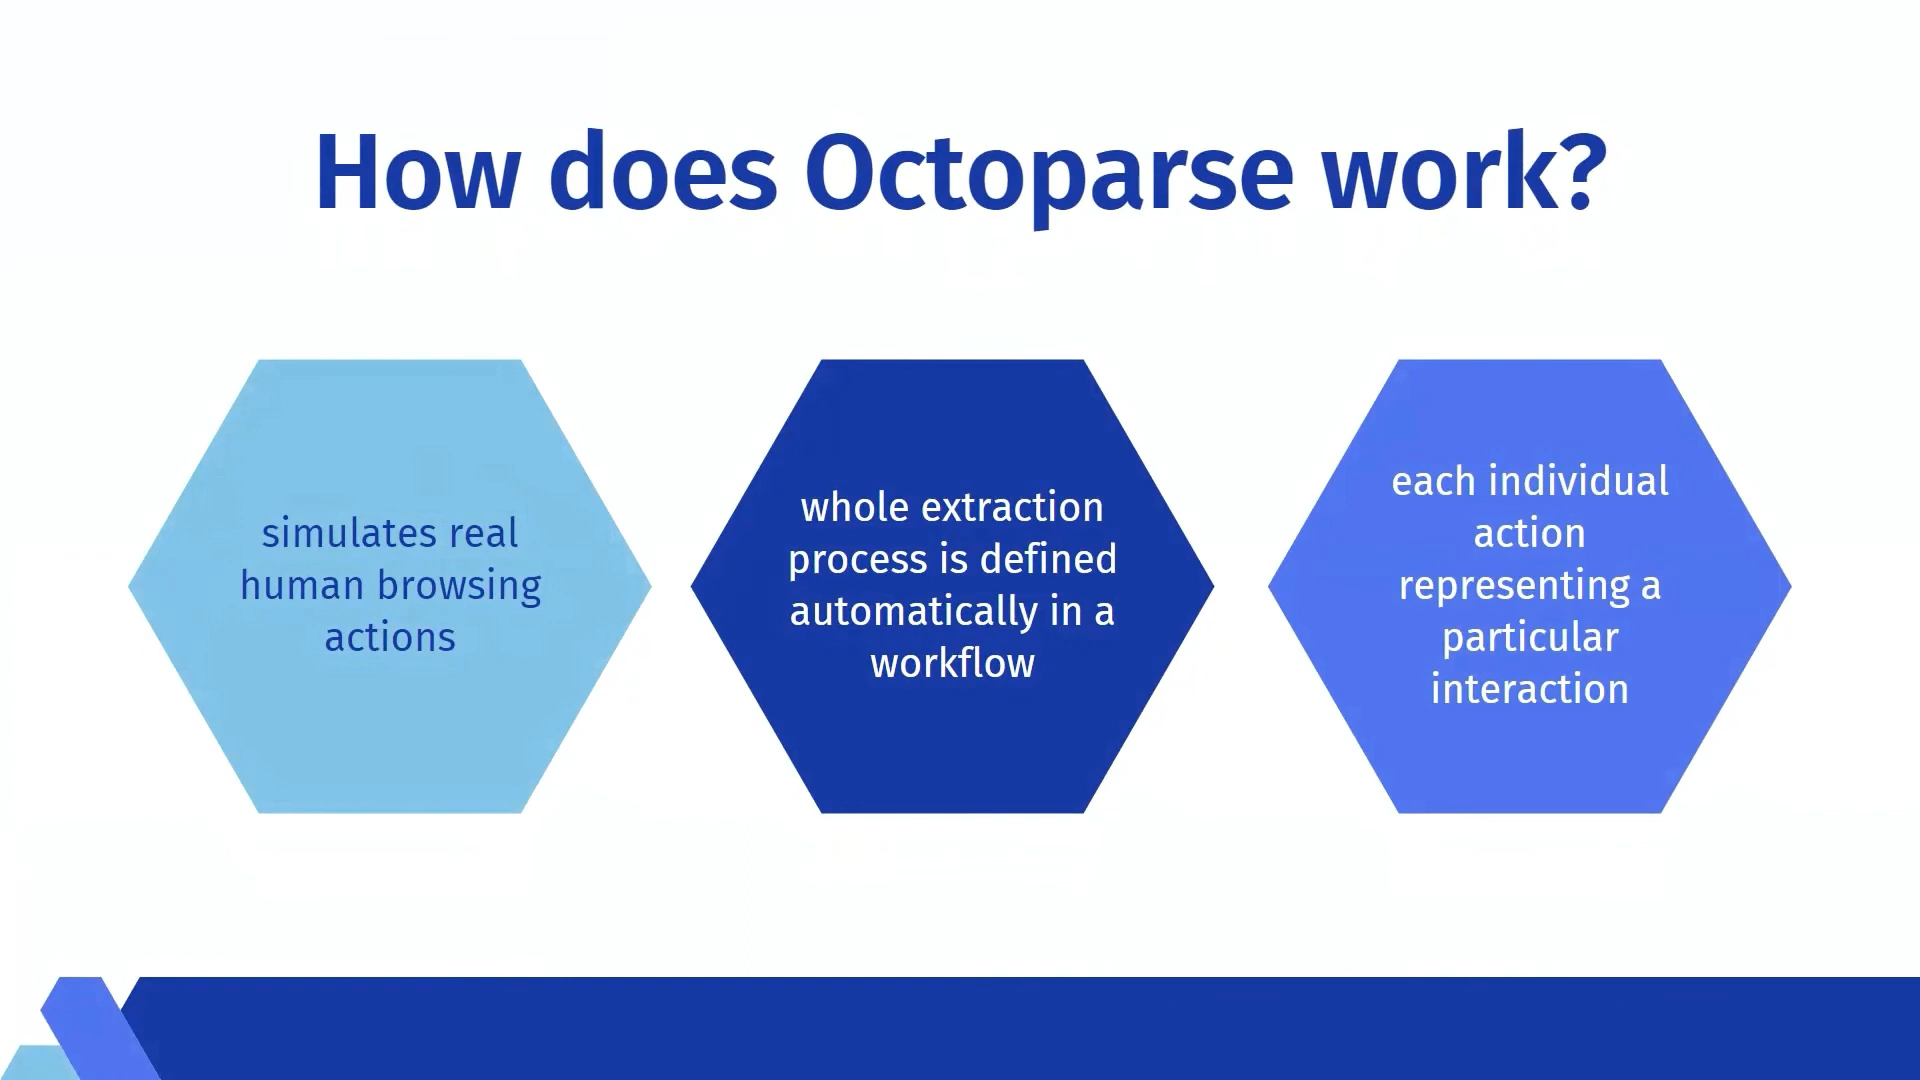 How does Octoparse work?
simulates real
human browsing
actions
whole extraction
process is defined
automatically in a
workflow
each individual
action
representing a
particular
interaction